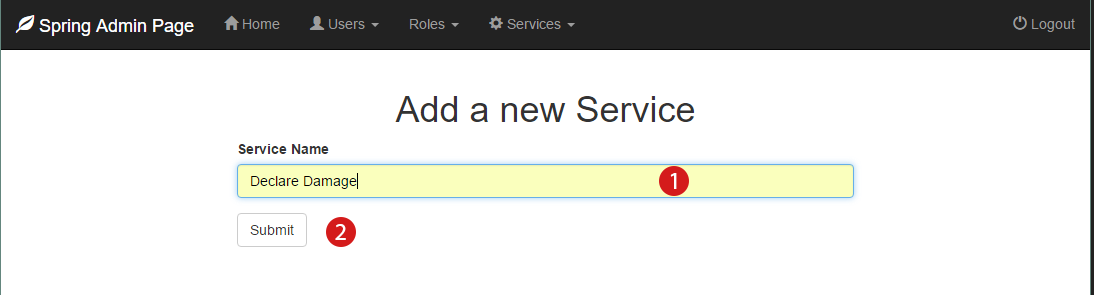 Spring Admin Page Home Users Roles Services Logout
Add a new Service
Service Name
Declare Damage 1
Submit 2